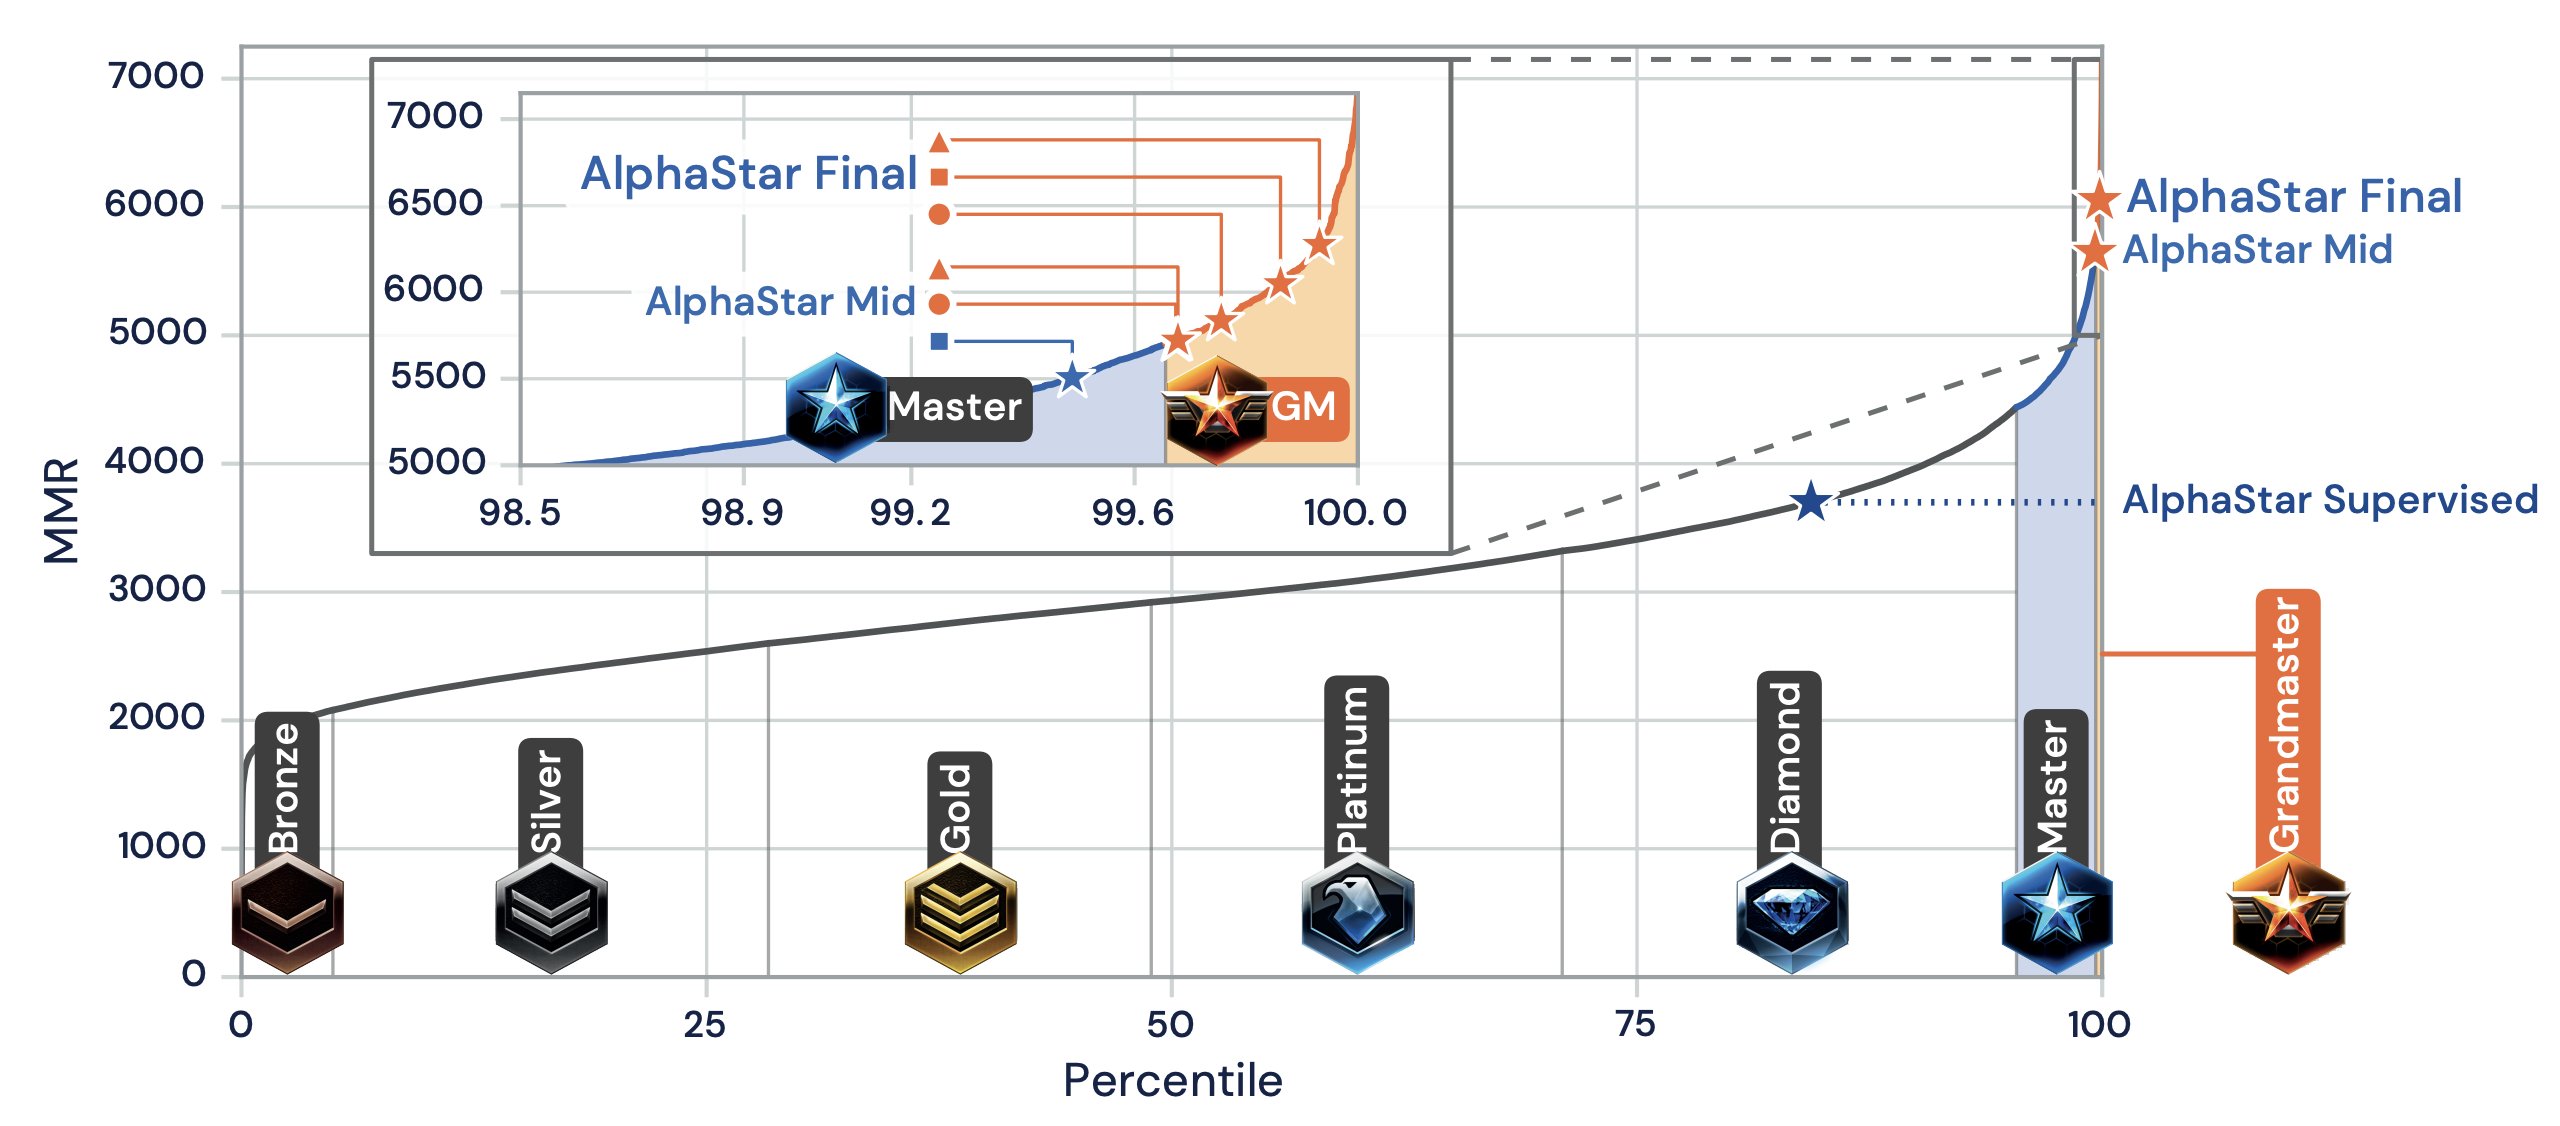 7000
6000
5000
4000
3000
2000
1000
0
MMR
7000
6500
6000
5500
5000
AlphaStar Final
AlphaStar Mid
Master
GM
98.5
98.9
99.2
99.6
100.0
AlphaStar Final
AlphaStar Mid
AlphaStar Supervised
Bronze
Silver
Gold
Platinum
Diamond
Master
Grandmaster
0
25
50
75
100
Percentile